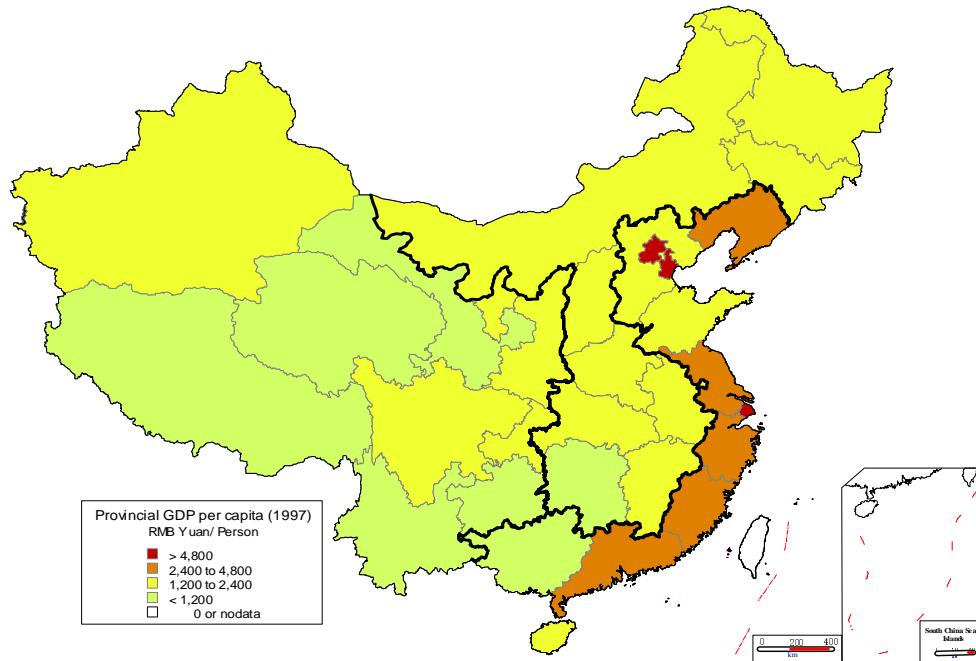 Provincial GDP per capita (1997)
RMB Yuan/ Person
> 4,800
2,400 to 4,800
1,200 to 2,400
< 1,200
0 or nodata
0 200 400
km
South China Sea
Islands